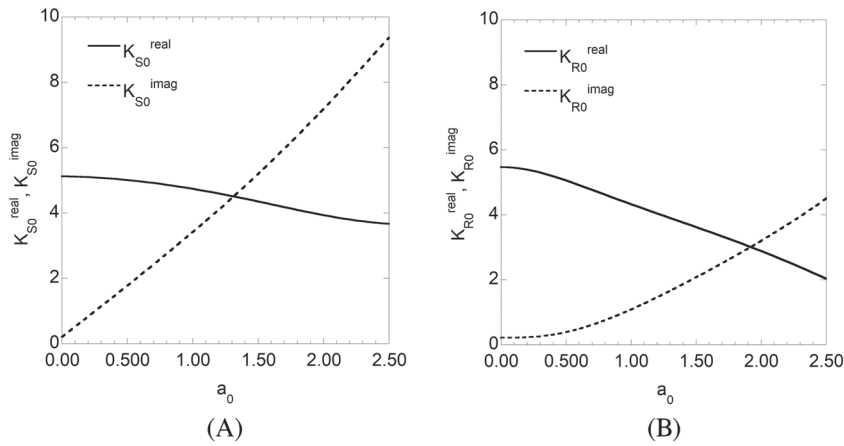 10
8
6
4
2
0
K_S0^real
K_S0^imag
K_S0^real, K_S0^imag
0.00 0.500 1.00 1.50 2.00 2.50
a_0
(A)
10
8
6
4
2
0
K_R0^real
K_R0^imag
K_R0^real, K_R0^imag
0.00 0.500 1.00 1.50 2.00 2.50
a_0
(B)